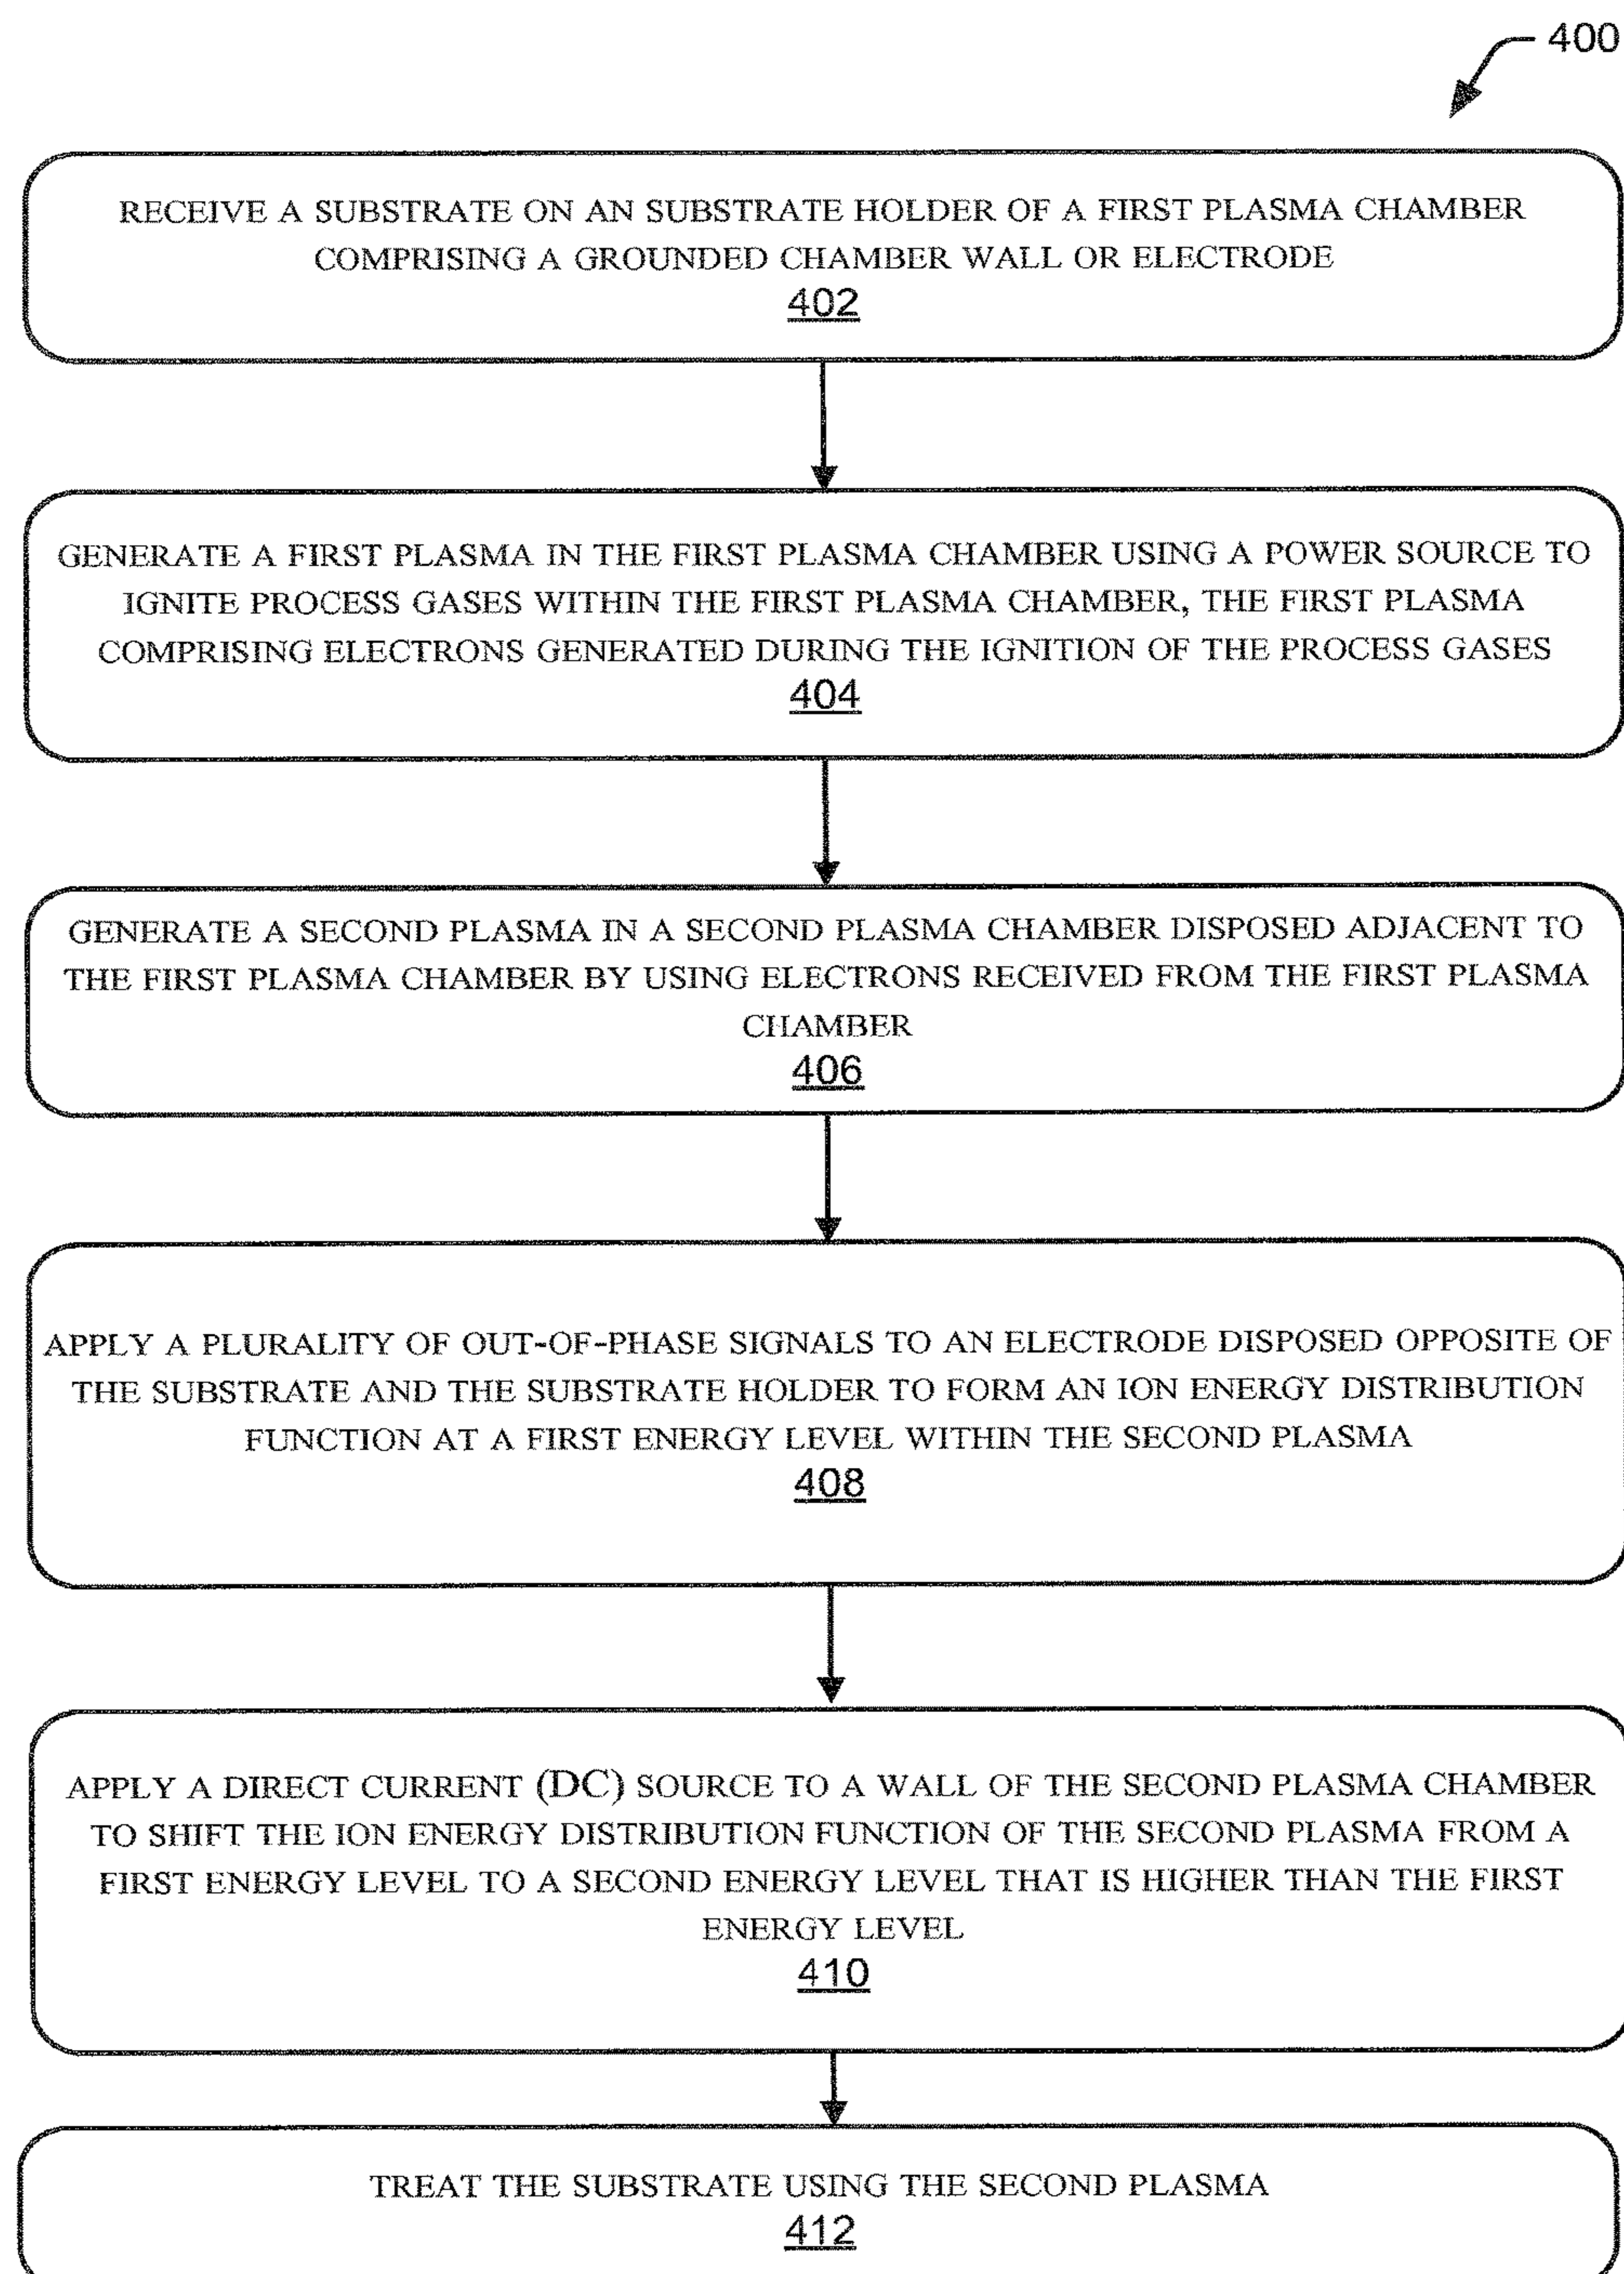 400
RECEIVE A SUBSTRATE ON AN SUBSTRATE HOLDER OF A FIRST PLASMA CHAMBER
COMPRISING A GROUNDED CHAMBER WALL OR ELECTRODE
402
GENERATE A FIRST PLASMA IN THE FIRST PLASMA CHAMBER USING A POWER SOURCE TO
IGNITE PROCESS GASES WITHIN THE FIRST PLASMA CHAMBER, THE FIRST PLASMA
COMPRISING ELECTRONS GENERATED DURING THE IGNITION OF THE PROCESS GASES
404
GENERATE A SECOND PLASMA IN A SECOND PLASMA CHAMBER DISPOSED ADJACENT TO
THE FIRST PLASMA CHAMBER BY USING ELECTRONS RECEIVED FROM THE FIRST PLASMA
CHAMBER
406
APPLY A PLURALITY OF OUT-OF-PHASE SIGNALS TO AN ELECTRODE DISPOSED OPPOSITE OF
THE SUBSTRATE AND THE SUBSTRATE HOLDER TO FORM AN ION ENERGY DISTRIBUTION
FUNCTION AT A FIRST ENERGY LEVEL WITHIN THE SECOND PLASMA
408
APPLY A DIRECT CURRENT (DC) SOURCE TO A WALL OF THE SECOND PLASMA CHAMBER
TO SHIFT THE ION ENERGY DISTRIBUTION FUNCTION OF THE SECOND PLASMA FROM A
FIRST ENERGY LEVEL TO A SECOND ENERGY LEVEL THAT IS HIGHER THAN THE FIRST
ENERGY LEVEL
410
TREAT THE SUBSTRATE USING THE SECOND PLASMA
412